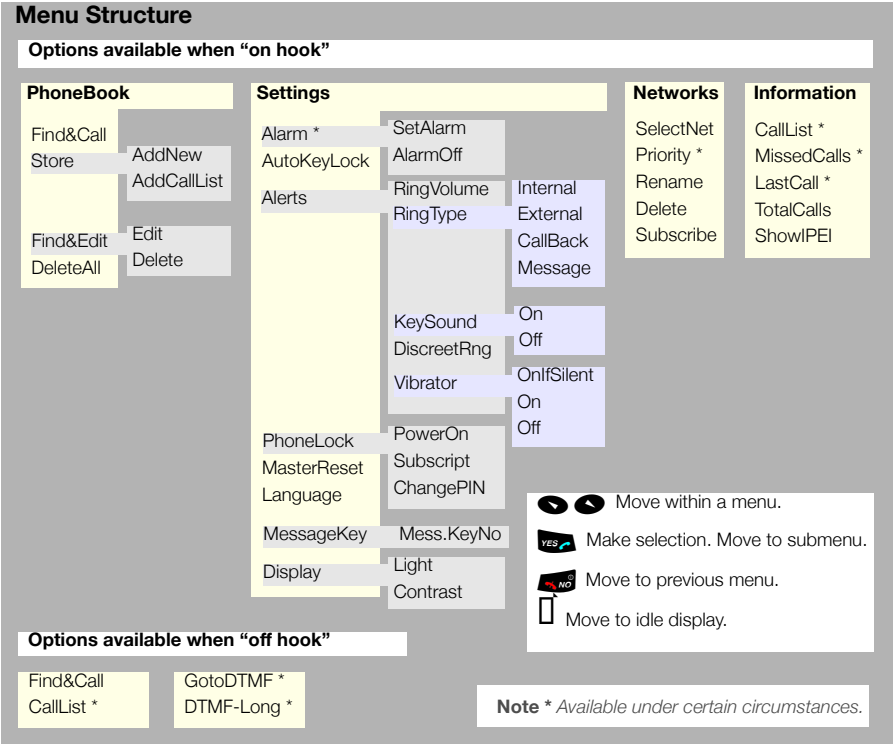 Menu Structure
Options available when “on hook”
PhoneBook
Find&Call
Store
AddNew
AddCallList
Find&Edit
Edit
Delete
DeleteAll
Settings
Alarm *
SetAlarm
AlarmOff
AutoKeyLock
Alerts
RingVolume
RingType
Internal
External
CallBack
Message
KeySound
On
Off
DiscreetRng
Vibrator
OnIfSilent
On
Off
PhoneLock
PowerOn
Subscript
ChangePIN
MasterReset
Language
MessageKey
Mess.KeyNo
Display
Light
Contrast
Networks
SelectNet
Priority *
Rename
Delete
Subscribe
Information
CallList *
MissedCalls *
LastCall *
TotalCalls
ShowIPEI
Move within a menu.
YES Make selection. Move to submenu.
NO Move to previous menu.
Move to idle display.
Options available when “off hook”
Find&Call
CallList *
GotoDTMF *
DTMF-Long *
Note * Available under certain circumstances.